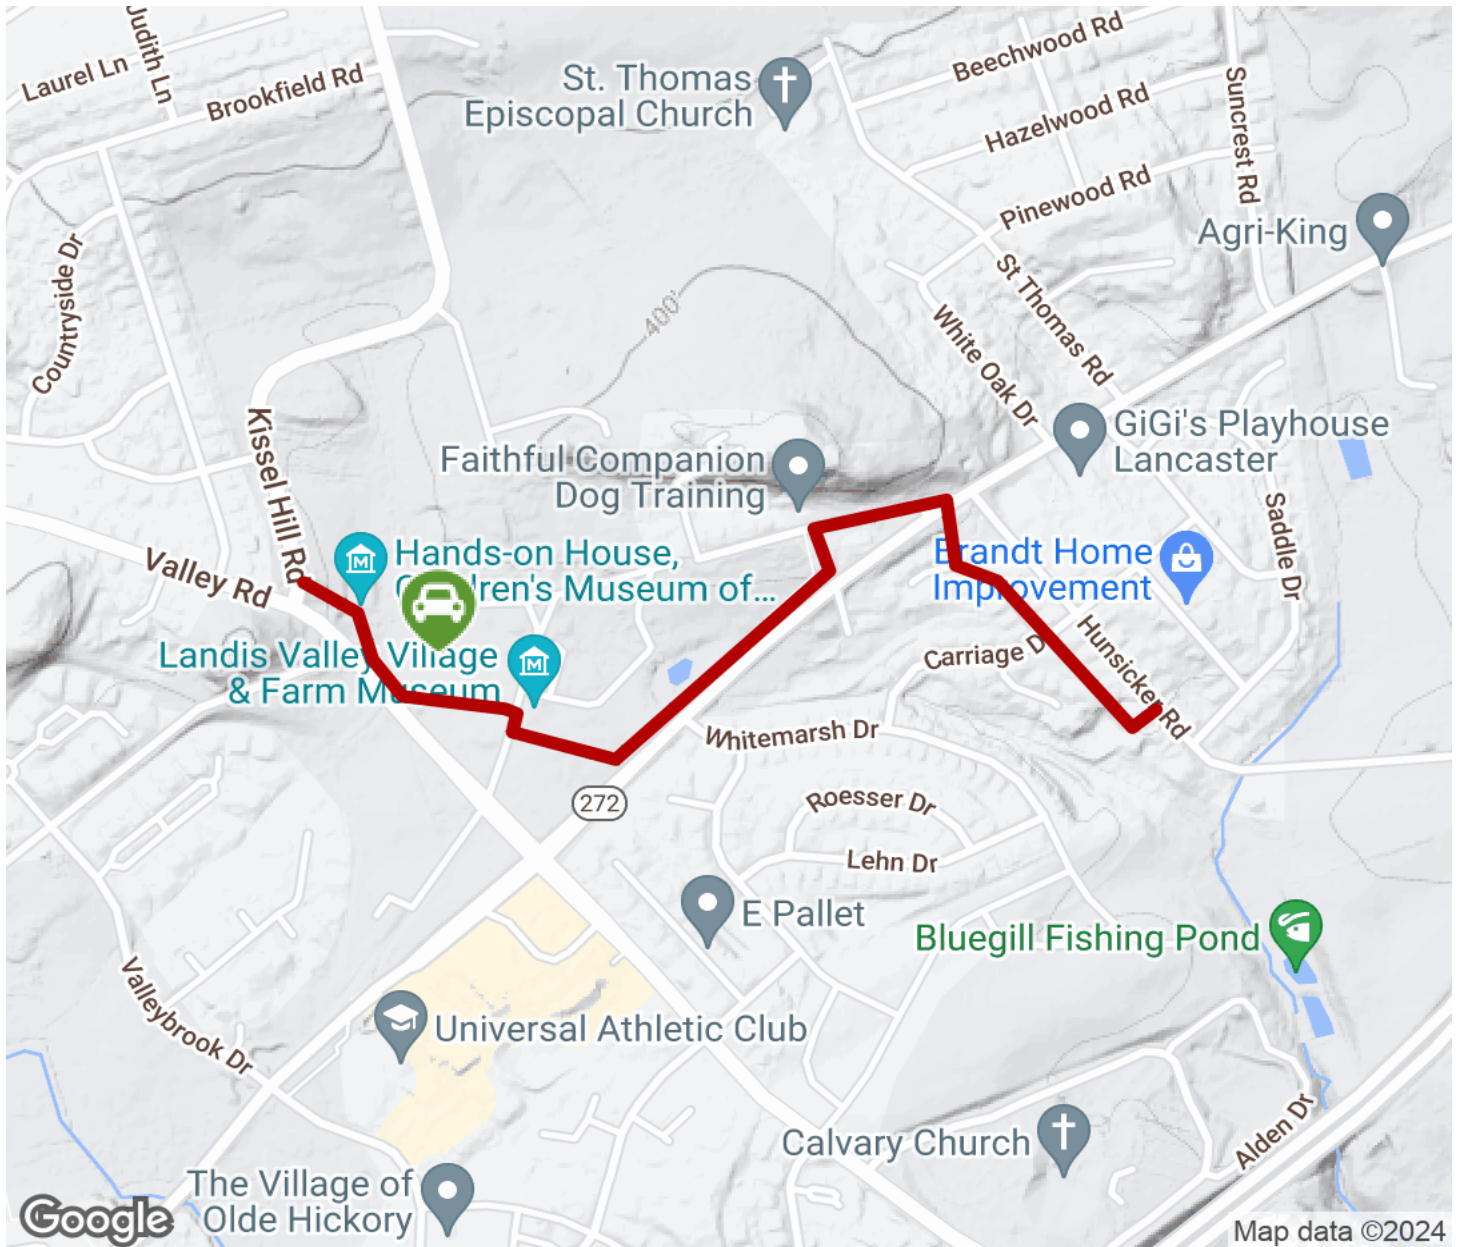 Judith Ln
Laurel Ln
Brookfield Rd
St. Thomas
Episcopal Church
Beechwood Rd
Hazelwood Rd
Suncrest Rd
Pinewood Rd
Agri-King
Countryside Dr
400'
St Thomas Rd
White Oak Dr
Kissel Hill Rd
GiGi's Playhouse
Lancaster
Faithful Companion
Dog Training
Saddle Dr
Valley Rd
Hands-on House,
Children's Museum of...
Brandt Home
Improvement
Landis Valley Village
& Farm Museum
Carriage D
Hunsicker Rd
Whitemarsh Dr
272
Roesser Dr
Lehn Dr
E Pallet
Bluegill Fishing Pond
Valleybrook Dr
Universal Athletic Club
Calvary Church
Alden Dr
The Village of
Olde Hickory
Google
Map data ©2024